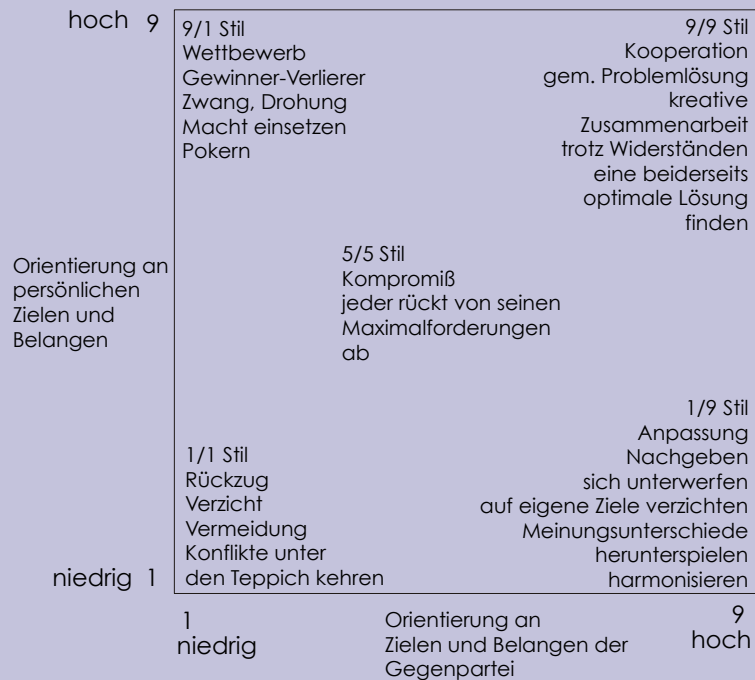 hoch 9
9/1 Stil
Wettbewerb
Gewinner-Verlierer
Zwang, Drohung
Macht einsetzen
Pokern
9/9 Stil
Kooperation
gem. Problemlösung
kreative
Zusammenarbeit
trotz Widerständen
eine beiderseits
optimale Lösung
finden
Orientierung an
persönlichen
Zielen und
Belangen
5/5 Stil
Kompromiß
jeder rückt von seinen
Maximalforderungen
ab
1/1 Stil
Rückzug
Verzicht
Vermeidung
Konflikte unter
den Teppich kehren
1/9 Stil
Anpassung
Nachgeben
sich unterwerfen
auf eigene Ziele verzichten
Meinungsunterschiede
herunterspielen
harmonisieren
niedrig 1
1
niedrig
Orientierung an
Zielen und Belangen der
Gegenpartei
9
hoch